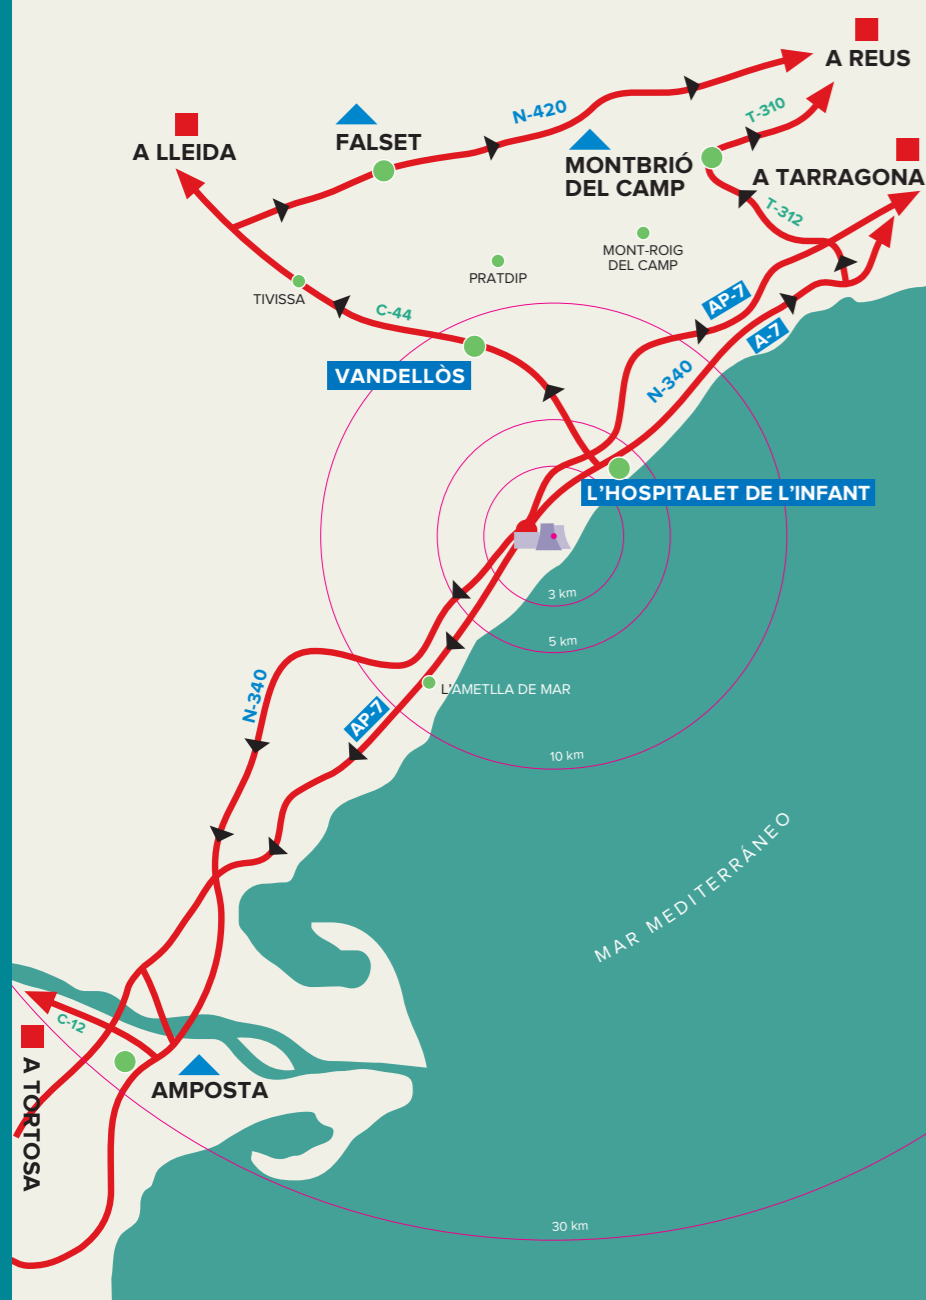 A REUS
N-420
T-310
FALSET
A LLEIDA
MONTBRIÓ
DEL CAMP
A TARRAGONA
T-312
MONT-ROIG
DEL CAMP
PRATDIP
TIVISSA
AP-7
C-44
A-7
VANDELLÒS
N-340
L'HOSPITALET DE L'INFANT
3 km
5 km
N-340
L'AMETLLA DE MAR
AP-7
10 km
MAR MEDITERRÁNEO
C-12
A TORTOSA
AMPOSTA
30 km